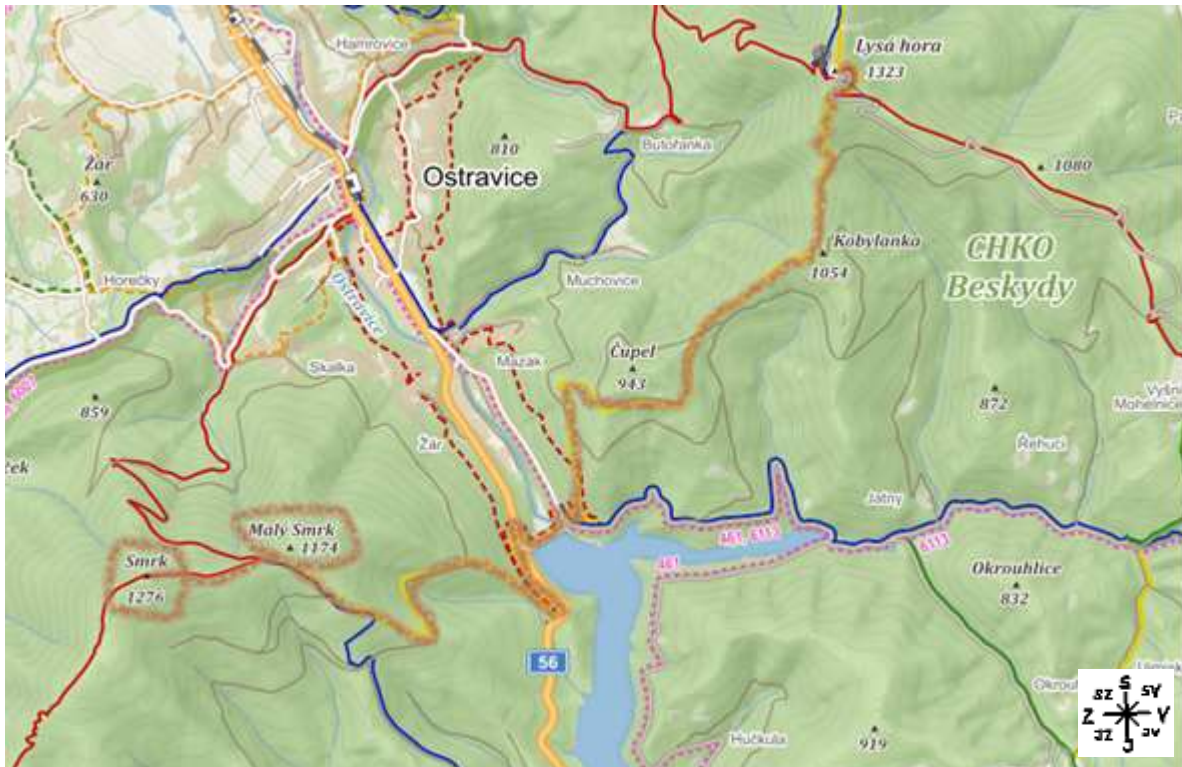 Hamrovice
Lysá hora
1323
Žár
630
810
Ostravice
Butořanka
1080
Kobylanka
1054
CHKO
Beskydy
Horečky
Ostravice
Muchovice
Skalka
Mazák
Čupel
943
859
872
Vyšní
Mohelnice
Žár
Řehucí
ček
Malý Smrk
1174
Jatný
461, 6113
6113
461
Smrk
1276
Okrouhlice
832
56
Hučkula
919
S
SZ SV
Z V
JZ JV
J